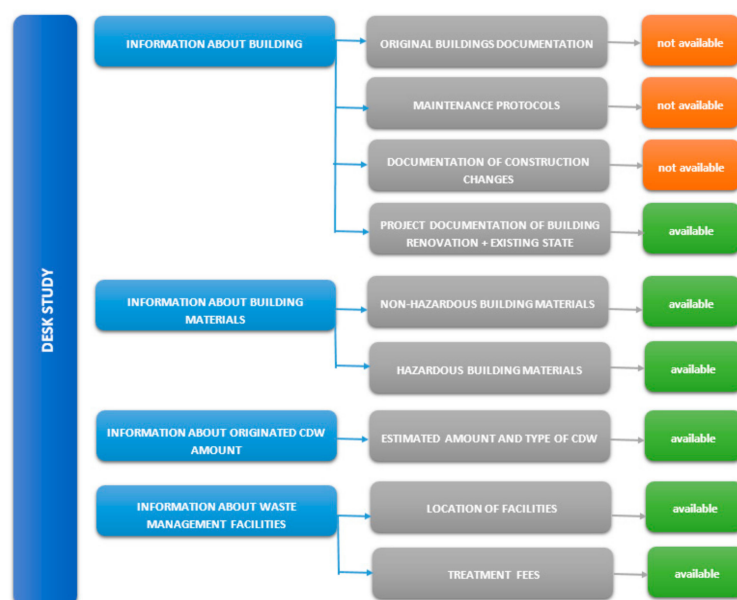 DESK STUDY
INFORMATION ABOUT BUILDING
ORIGINAL BUILDINGS DOCUMENTATION
not available
MAINTENANCE PROTOCOLS
not available
DOCUMENTATION OF CONSTRUCTION
CHANGES
not available
PROJECT DOCUMENTATION OF BUILDING
RENOVATION + EXISTING STATE
available
INFORMATION ABOUT BUILDING
MATERIALS
NON-HAZARDOUS BUILDING MATERIALS
available
HAZARDOUS BUILDING MATERIALS
available
INFORMATION ABOUT ORIGINATED CDW
AMOUNT
ESTIMATED AMOUNT AND TYPE OF CDW
available
INFORMATION ABOUT WASTE
MANAGEMENT FACILITIES
LOCATION OF FACILITIES
available
TREATMENT FEES
available